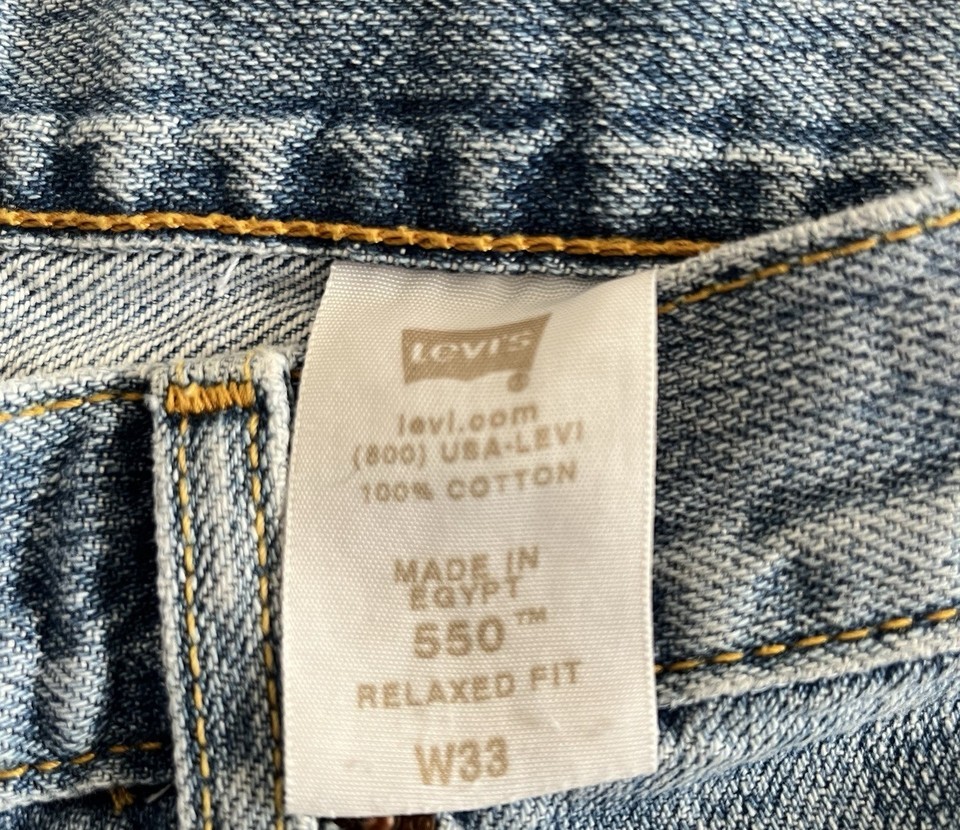 Levi's
®
levi.com
(800) USA-LEVI
100% COTTON
MADE IN
EGYPT
550™
RELAXED FIT
W33